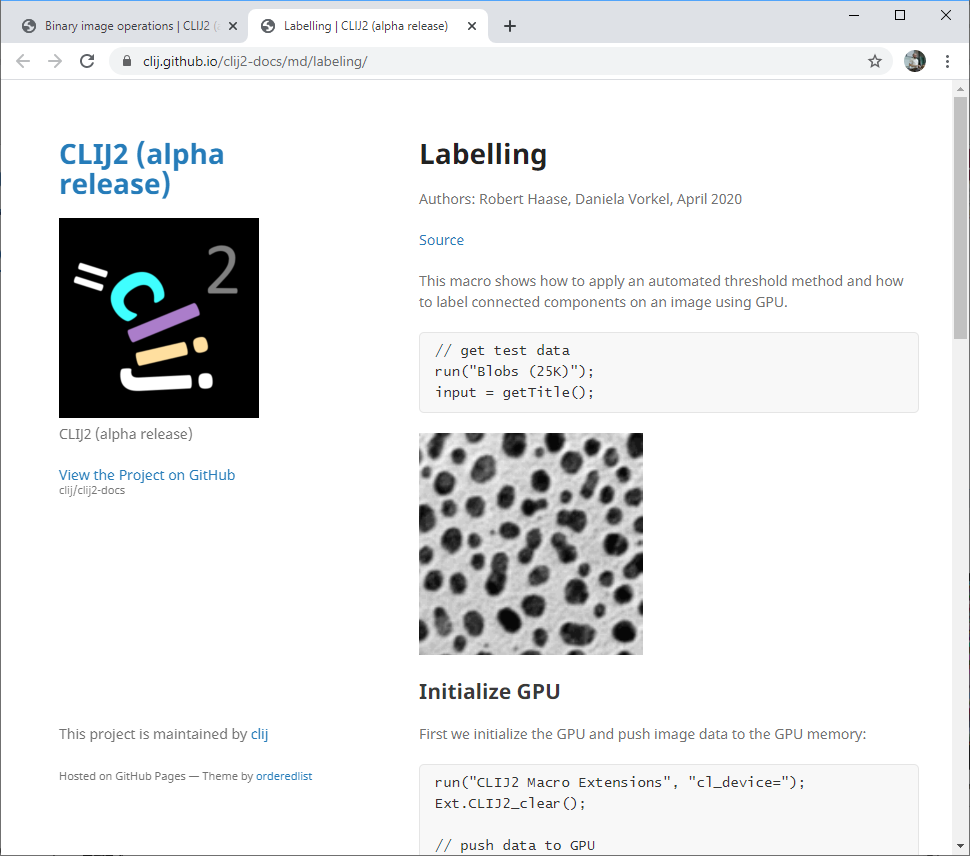 Binary image operations | CLIJ2 (a
Labelling | CLIJ2 (alpha release)
clij.github.io/clij2-docs/md/labeling/
CLIJ2 (alpha
release)
=clij
2
CLIJ2 (alpha release)
View the Project on GitHub
clij/clij2-docs
This project is maintained by clij
Hosted on GitHub Pages — Theme by orderedlist
Labelling
Authors: Robert Haase, Daniela Vorkel, April 2020
Source
This macro shows how to apply an automated threshold method and how
to label connected components on an image using GPU.
// get test data
run("Blobs (25K)");
input = getTitle();
Initialize GPU
First we initialize the GPU and push image data to the GPU memory:
run("CLIJ2 Macro Extensions", "cl_device=");
Ext.CLIJ2_clear();
// push data to GPU